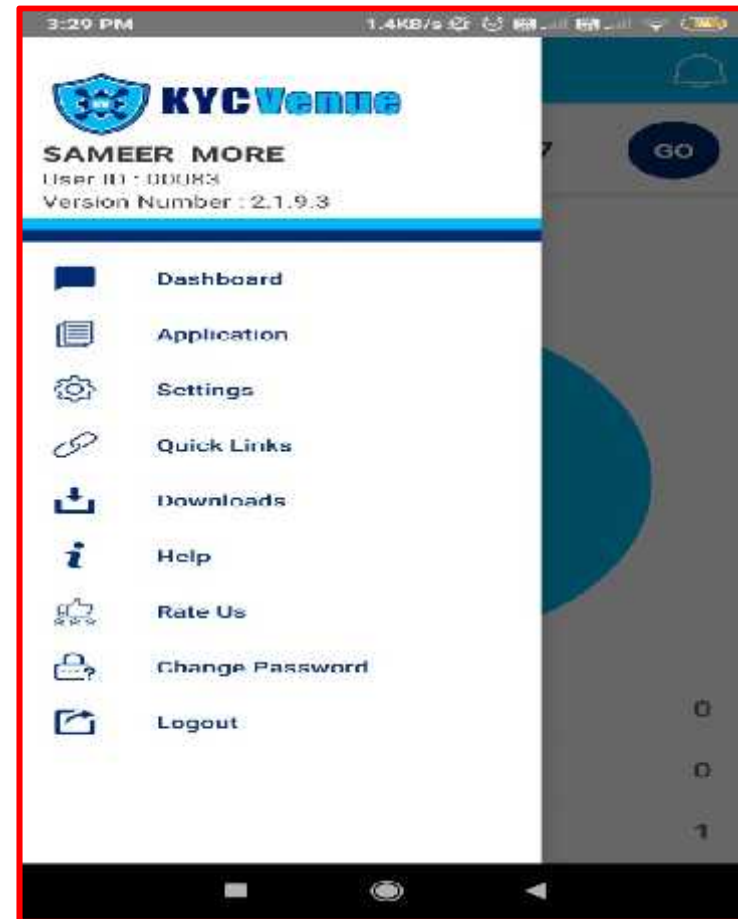 3:29 PM
1.4KB/s
KYCVenue
SAMEER MORE
7
GO
User ID : 00083
Version Number : 2.1.9.3
Dashboard
Application
Settings
Quick Links
Downloads
Help
Rate Us
Change Password
Logout
0
0
1